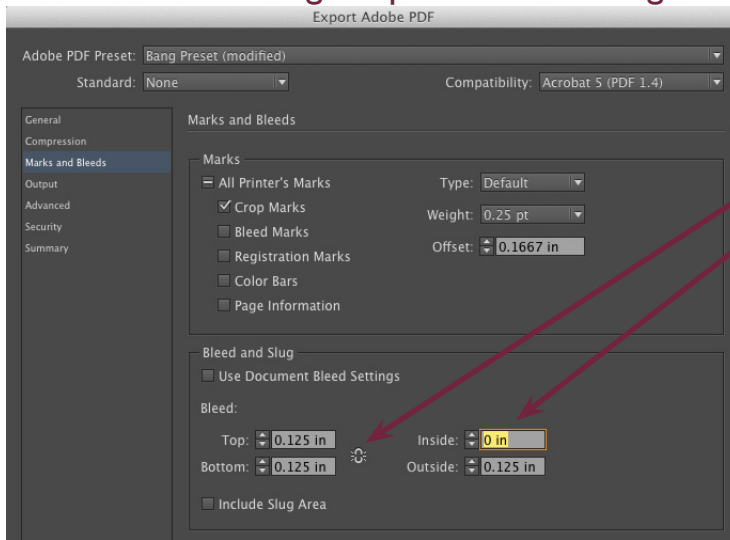 Export Adobe PDF
Adobe PDF Preset: Bang Preset (modified)
Standard: None Compatibility: Acrobat 5 (PDF 1.4)
General
Compression
Marks and Bleeds
Output
Advanced
Security
Summary
Marks and Bleeds
Marks
All Printer's Marks Type: Default
Crop Marks Weight: 0.25 pt
Bleed Marks
Registration Marks Offset: 0.1667 in
Color Bars
Page Information
Bleed and Slug
Use Document Bleed Settings
Bleed:
Top: 0.125 in Inside: 0 in
Bottom: 0.125 in Outside: 0.125 in
Include Slug Area